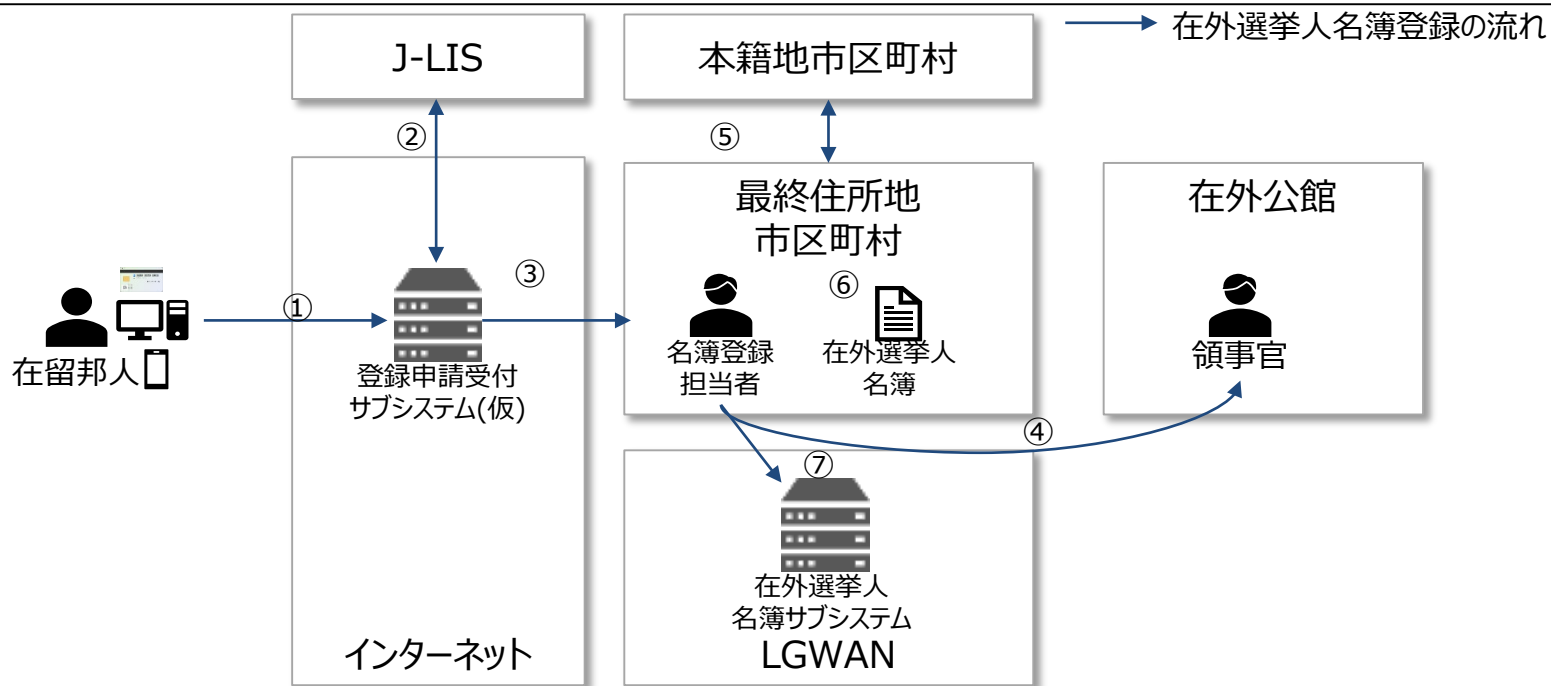 在外選挙人名簿登録の流れ
J-LIS
本籍地市区町村
②
⑤
最終住所地
市区町村
在外公館
③
⑥
①
在留邦人
登録申請受付
サブシステム(仮)
名簿登録
担当者
在外選挙人
名簿
領事官
④
⑦
在外選挙人
名簿サブシステム
インターネット
LGWAN